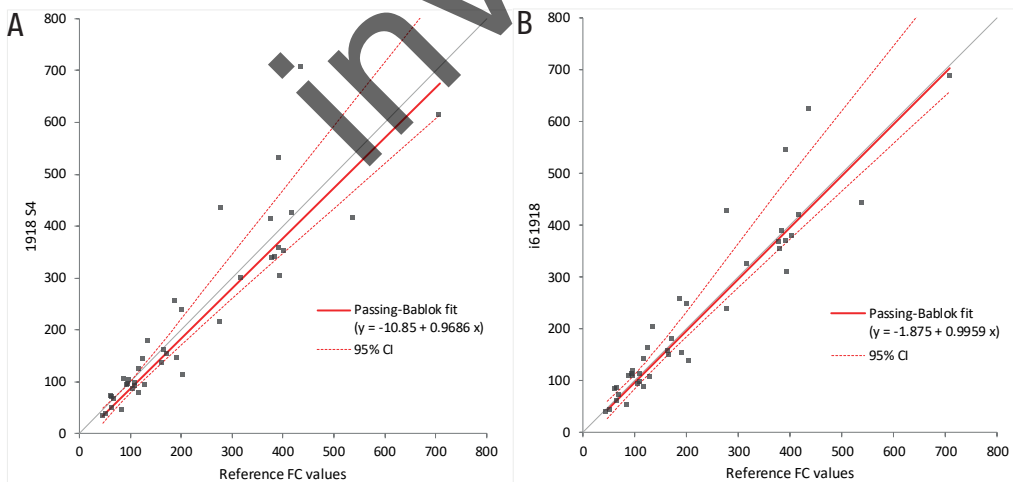 A
800
700
600
500
400
300
200
100
0
1918 S4
0 100 200 300 400 500 600 700 800
Reference FC values
Passing-Bablok fit
(y = -10.85 + 0.9686 x)
95% CI
B
800
700
600
500
400
300
200
100
0
i6 1918
0 100 200 300 400 500 600 700 800
Reference FC values
Passing-Bablok fit
(y = -1.875 + 0.9959 x)
95% CI